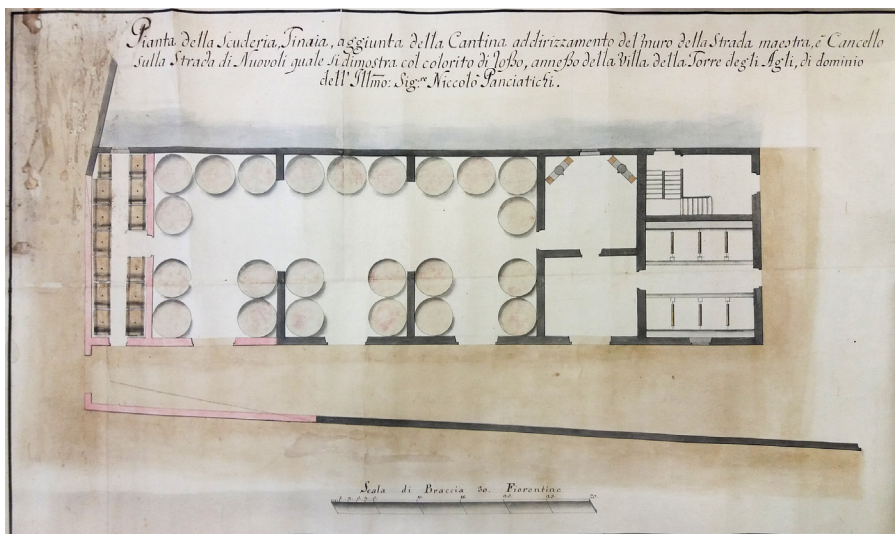 Pianta della Scuderia, Tinaia, aggiunta della Cantina addirizzamento del muro della Strada maestra, è Cancello
sulla Strada di Nuovoli quale si dimostra col colorito di Roßo, anneßo della Villa della Torre degli Agli, di dominio
dell' Illmo: Sig:re Niccolò Panciatichi.
Scala di Braccia 30 Fiorentine